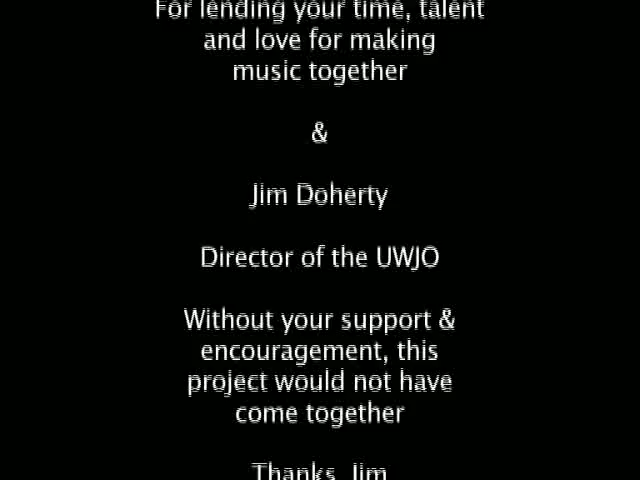 For lending your time, talent
and love for making
music together
&
Jim Doherty
Director of the UWJO
Without your support &
encouragement, this
project would not have
come together
Thanks, Jim